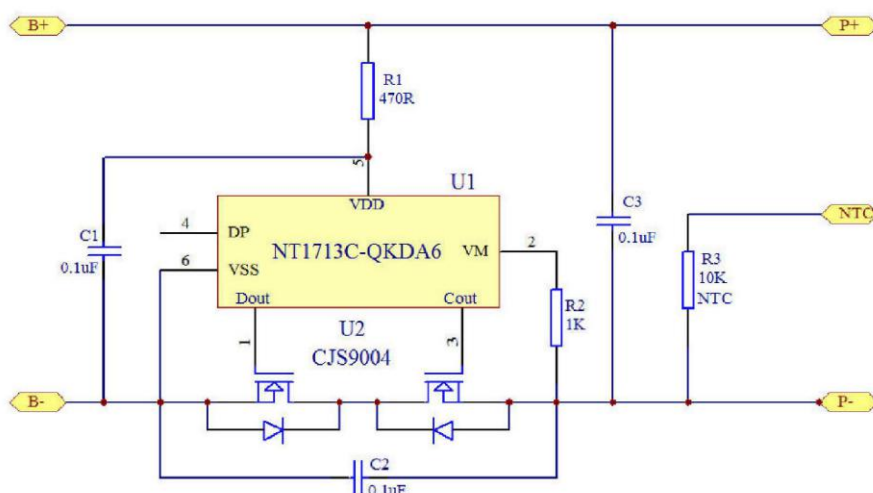 B+
P+
R1
470R
5
U1
VDD
C3
0.1uF
NTC
C1
0.1uF
4
DP
NT1713C-QKDA6
VM
2
R3
10K
NTC
6
VSS
Dout
Cout
R2
1K
U2
CJS9004
1
3
B-
P-
C2
0.1uF